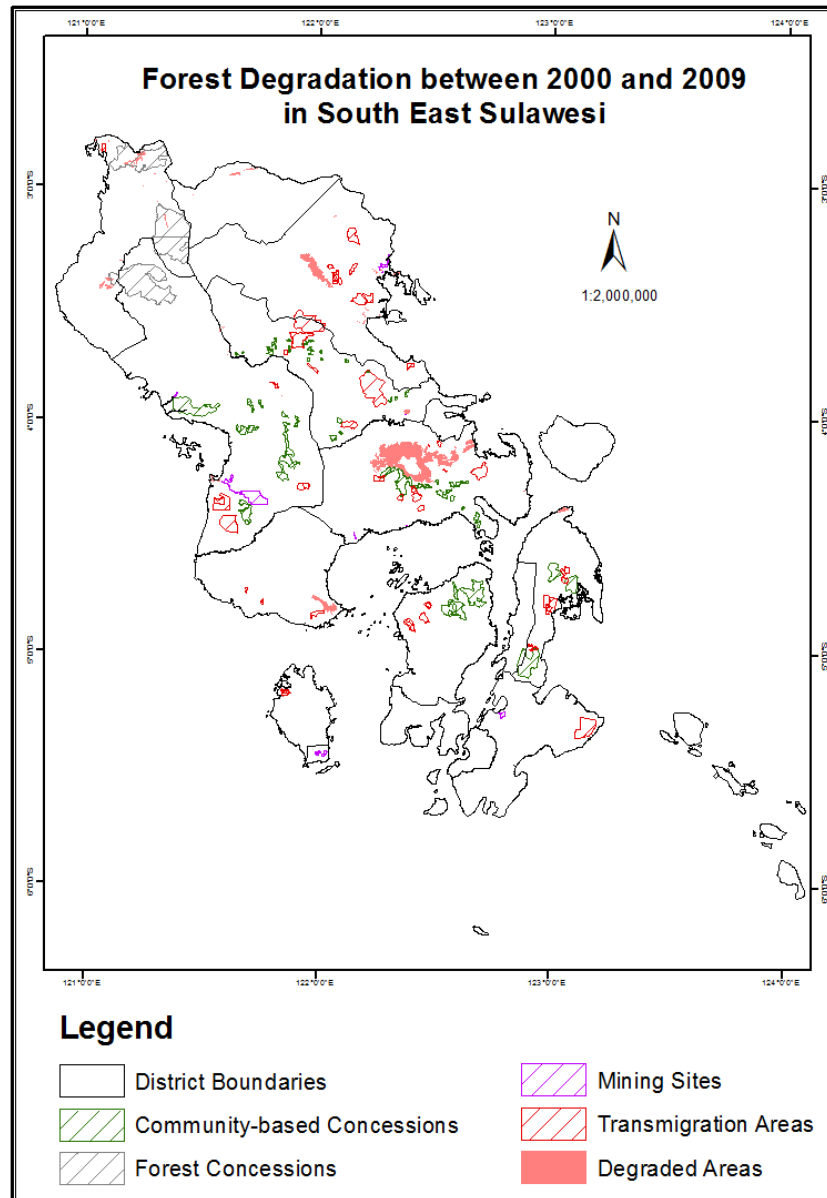 121°0'0"E 122°0'0"E 123°0'0"E 124°0'0"E
Forest Degradation between 2000 and 2009
in South East Sulawesi
3°0'0"S 3°0'0"S
N
1:2,000,000
4°0'0"S 4°0'0"S
5°0'0"S 5°0'0"S
6°0'0"S 6°0'0"S
121°0'0"E 122°0'0"E 123°0'0"E 124°0'0"E
Legend
District Boundaries
Community-based Concessions
Forest Concessions
Mining Sites
Transmigration Areas
Degraded Areas